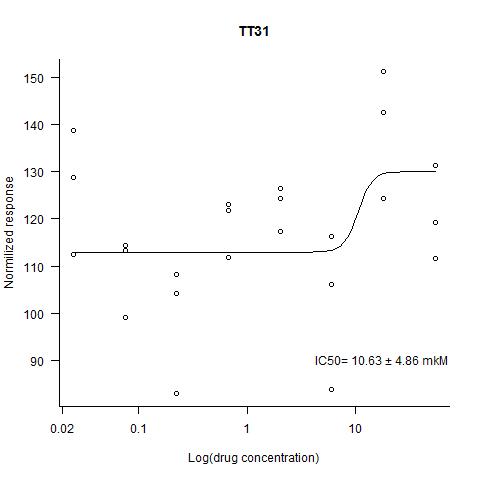 TT31
Normilized response
150
140
130
120
110
100
90
IC50= 10.63 ± 4.86 mkM
0.02 0.1 1 10
Log(drug concentration)